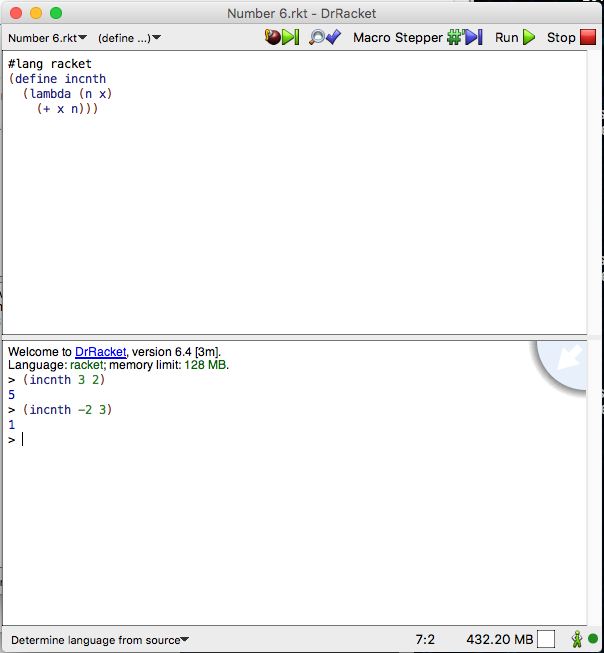 Number 6.rkt - DrRacket
Number 6.rkt▾ (define ...)▾ Macro Stepper Run Stop
#lang racket
(define incnth
  (lambda (n x)
    (+ x n)))
Welcome to DrRacket, version 6.4 [3m].
Language: racket; memory limit: 128 MB.
> (incnth 3 2)
5
> (incnth -2 3)
1
>
Determine language from source▾ 7:2 432.20 MB